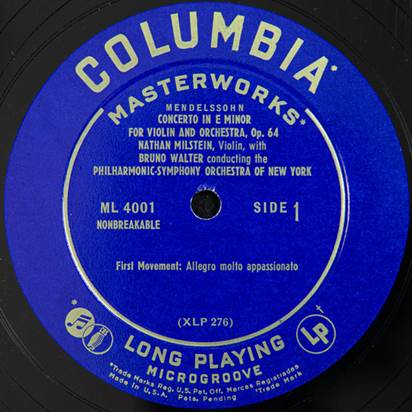 COLUMBIA*
MASTERWORKS*
MENDELSSOHN
CONCERTO IN E MINOR
FOR VIOLIN AND ORCHESTRA, Op. 64
NATHAN MILSTEIN, Violin, with
BRUNO WALTER conducting the
PHILHARMONIC-SYMPHONY ORCHESTRA OF NEW YORK
ML 4001 SIDE 1
NONBREAKABLE
First Movement: Allegro molto appassionato
(XLP 276)
* † LP
LONG PLAYING
MICROGROOVE
*Trade Marks Reg. U.S. Pat. Off. Marcas Registradas
Made in U.S.A. Pats. Pending †Trade Mark